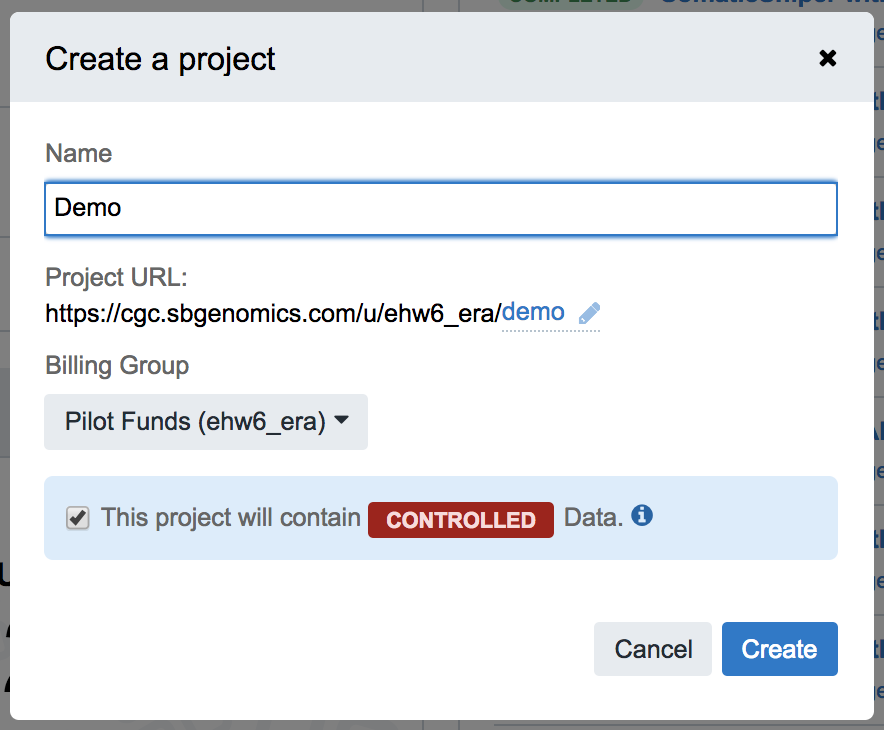 Create a project
Name
Demo
Project URL:
https://cgc.sbgenomics.com/u/ehw6_era/demo
Billing Group
Pilot Funds (ehw6_era)
This project will contain CONTROLLED Data.
Cancel Create